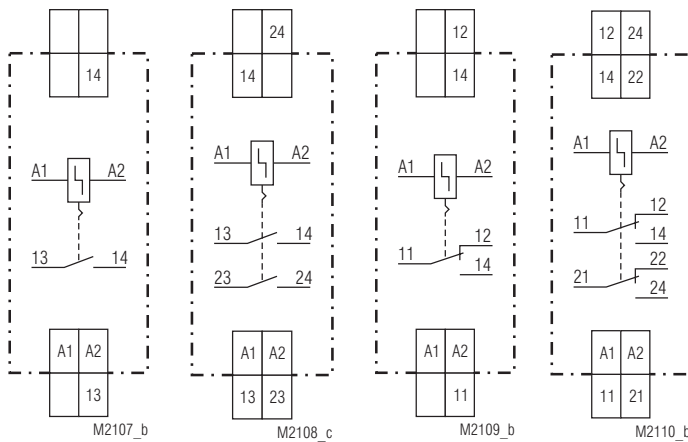 14
A1 A2
13 14
A1 A2
13
M2107_b
24
14
A1 A2
13 14
23 24
A1 A2
13 23
M2108_c
12
14
A1 A2
12
11
14
A1 A2
11
M2109_b
12 24
14 22
A1 A2
12
11
14
22
21
24
A1 A2
11 21
M2110_b